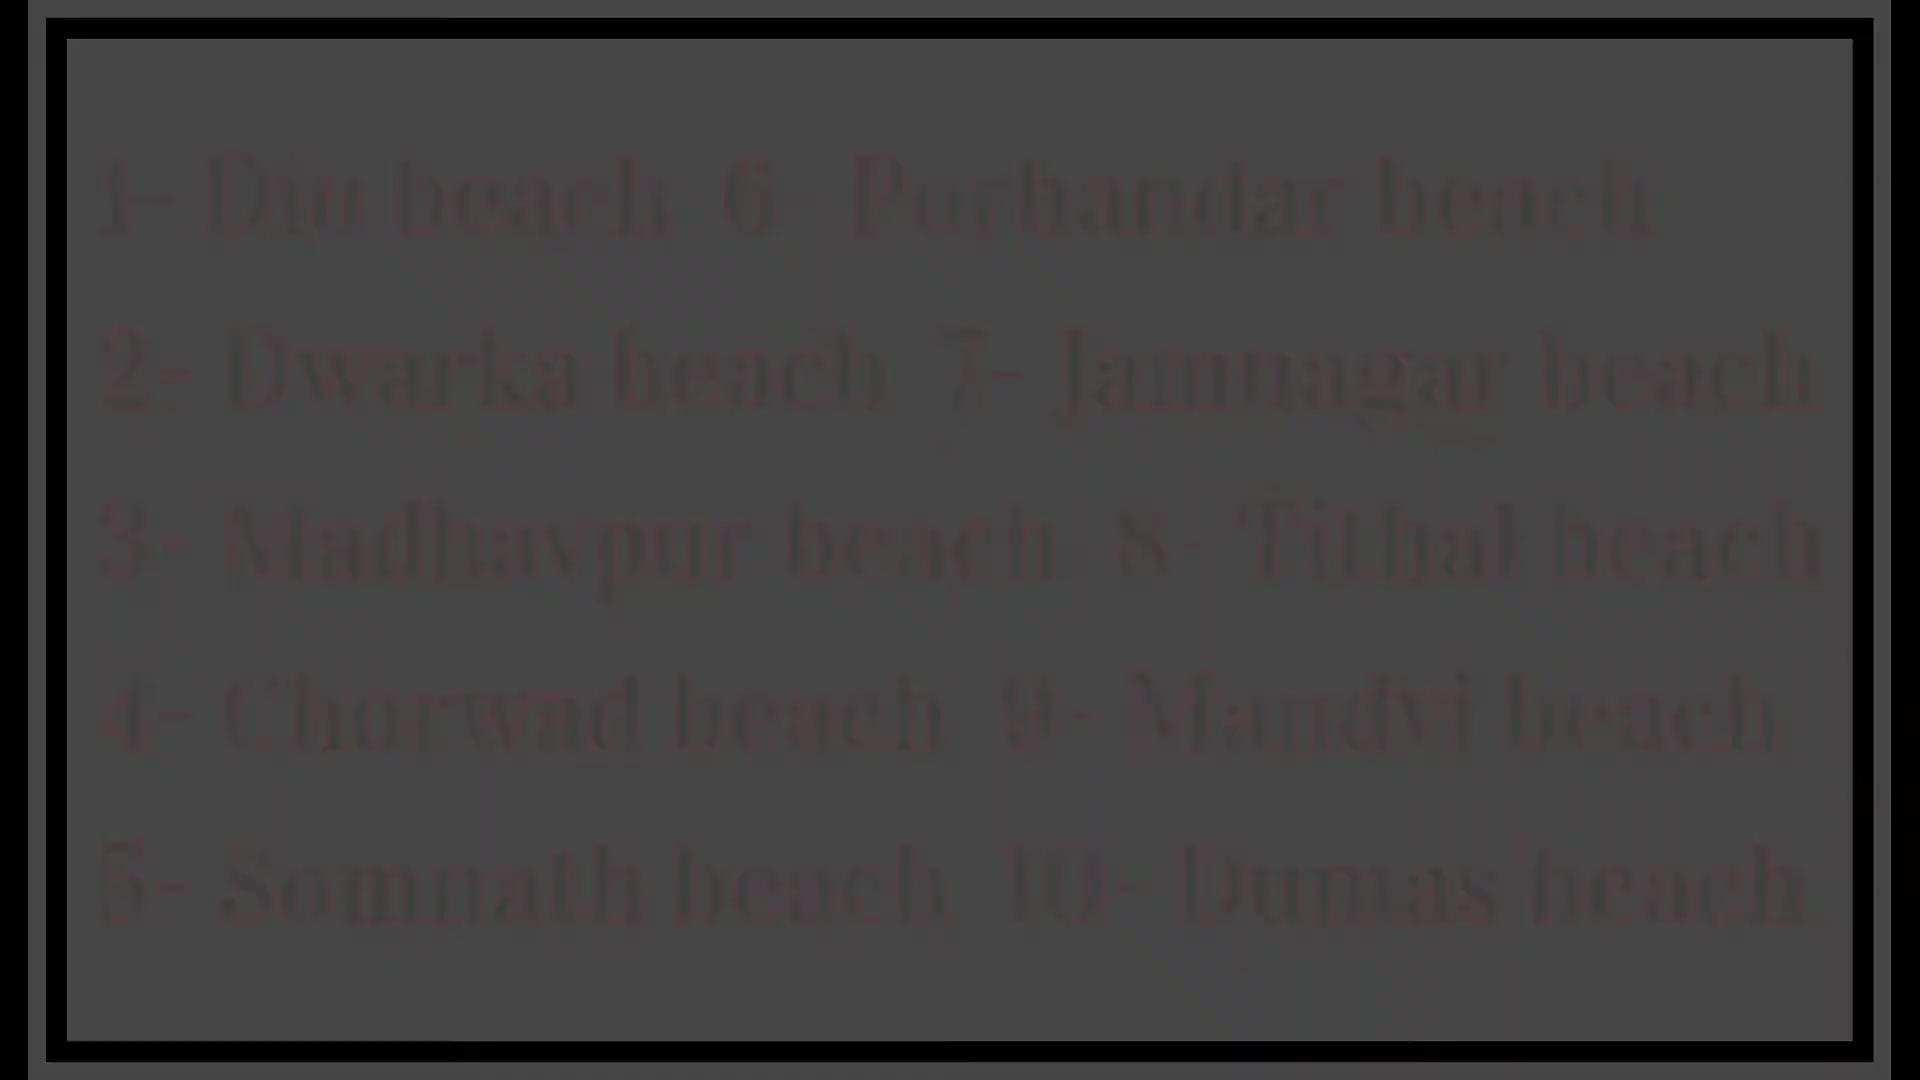 1- Diu beach 6- Porbandar beach
2- Dwarka beach 7- Jamnagar beach
3- Madhavpur beach 8- Tithal beach
4- Chorwad beach 9- Mandvi beach
5- Somnath beach 10- Dumas beach